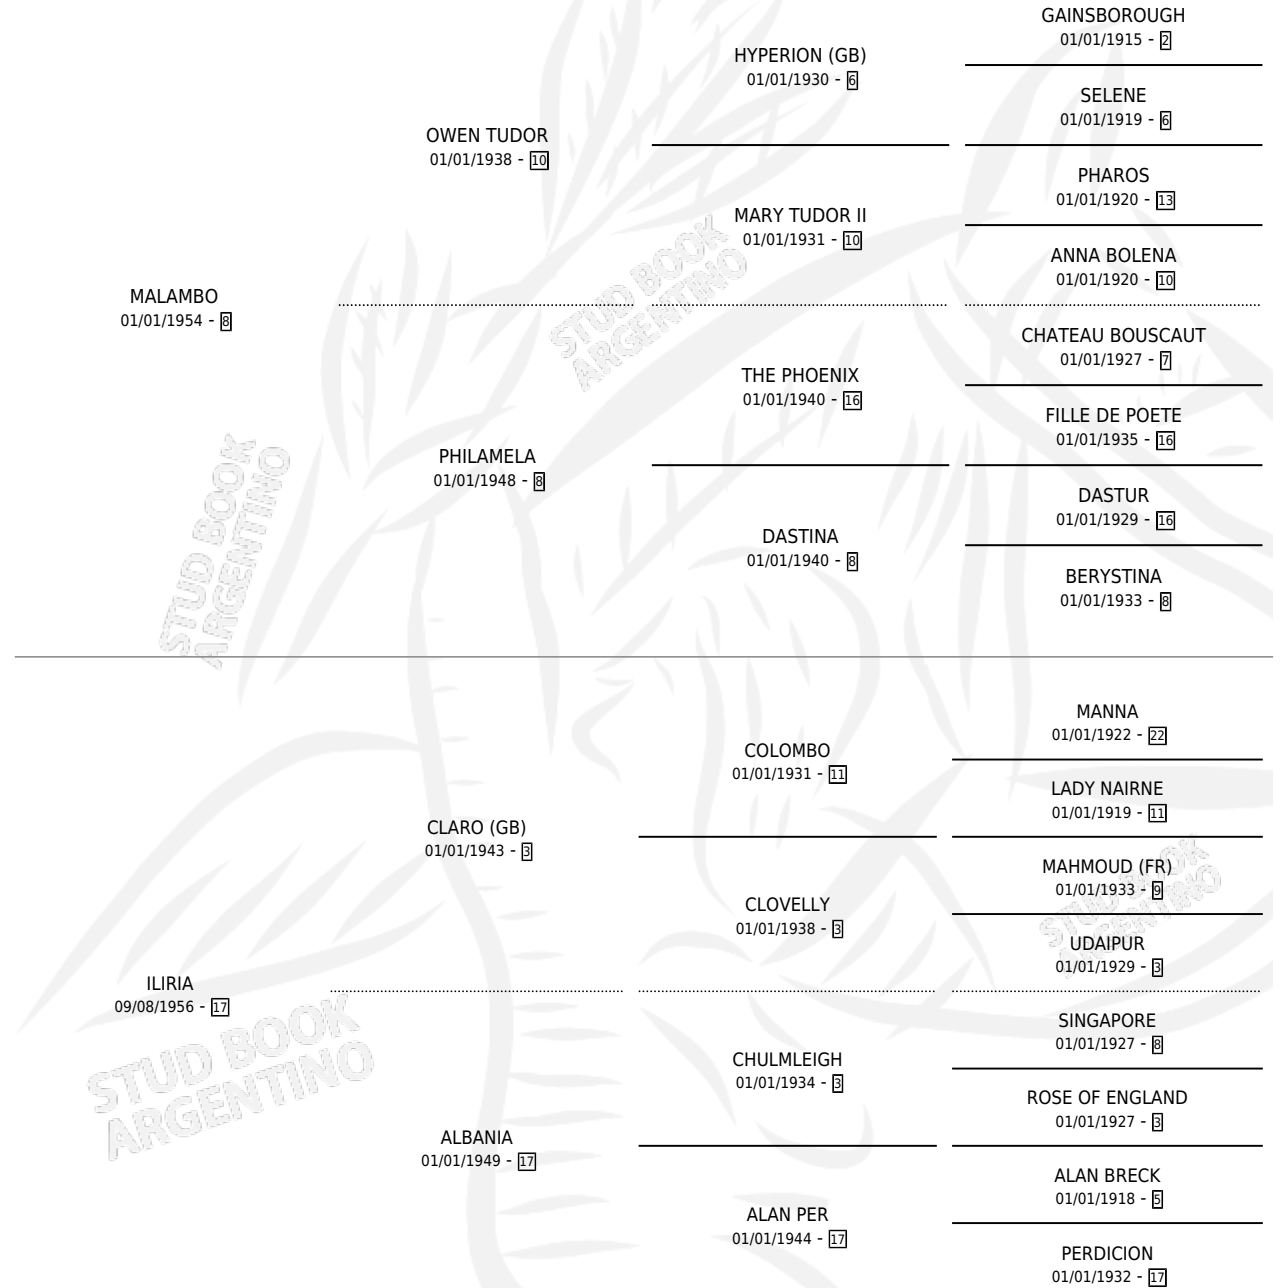 GAINSBOROUGH
01/01/1915 - 2
HYPERION (GB)
01/01/1930 - 6
SELENE
01/01/1919 - 6
OWEN TUDOR
01/01/1938 - 10
PHAROS
01/01/1920 - 13
MARY TUDOR II
01/01/1931 - 10
ANNA BOLENA
01/01/1920 - 10
MALAMBO
01/01/1954 - 8
STUD BOOK
ARGENTINO
CHATEAU BOUSCAUT
01/01/1927 - 7
THE PHOENIX
01/01/1940 - 16
FILLE DE POETE
01/01/1935 - 16
PHILAMELA
01/01/1948 - 8
DASTUR
01/01/1929 - 16
DASTINA
01/01/1940 - 8
BERYSTINA
01/01/1933 - 8
STUD BOOK
ARGENTINO
MANNA
01/01/1922 - 22
COLOMBO
01/01/1931 - 11
LADY NAIRNE
01/01/1919 - 11
CLARO (GB)
01/01/1943 - 3
MAHMOUD (FR)
01/01/1933 - 9
CLOVELLY
01/01/1938 - 3
UDAIPUR
01/01/1929 - 3
STUD BOOK
ARGENTINO
ILIRIA
09/08/1956 - 17
SINGAPORE
01/01/1927 - 8
CHULMLEIGH
01/01/1934 - 3
ROSE OF ENGLAND
01/01/1927 - 3
STUD BOOK
ARGENTINO
ALBANIA
01/01/1949 - 17
ALAN BRECK
01/01/1918 - 5
ALAN PER
01/01/1944 - 17
PERDICION
01/01/1932 - 17